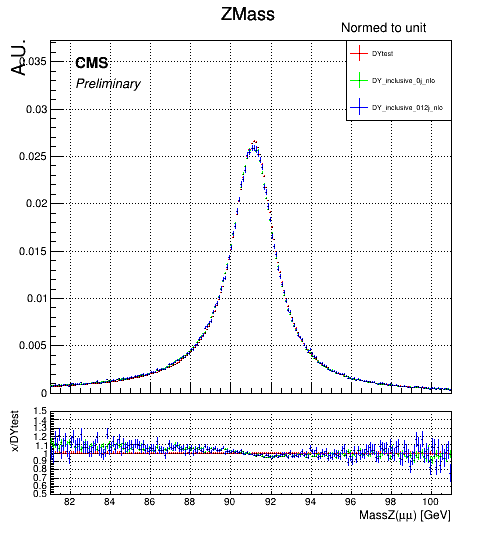 ZMass
Normed to unit
A.U.
CMS
Preliminary
DYtest
DY_inclusive_0j_nlo
DY_inclusive_012j_nlo
0.035
0.03
0.025
0.02
0.015
0.01
0.005
0
x/DYtest
1.5
1.4
1.3
1.2
1.1
1
0.9
0.8
0.7
0.6
0.5
82 84 86 88 90 92 94 96 98 100
MassZ(μμ) [GeV]